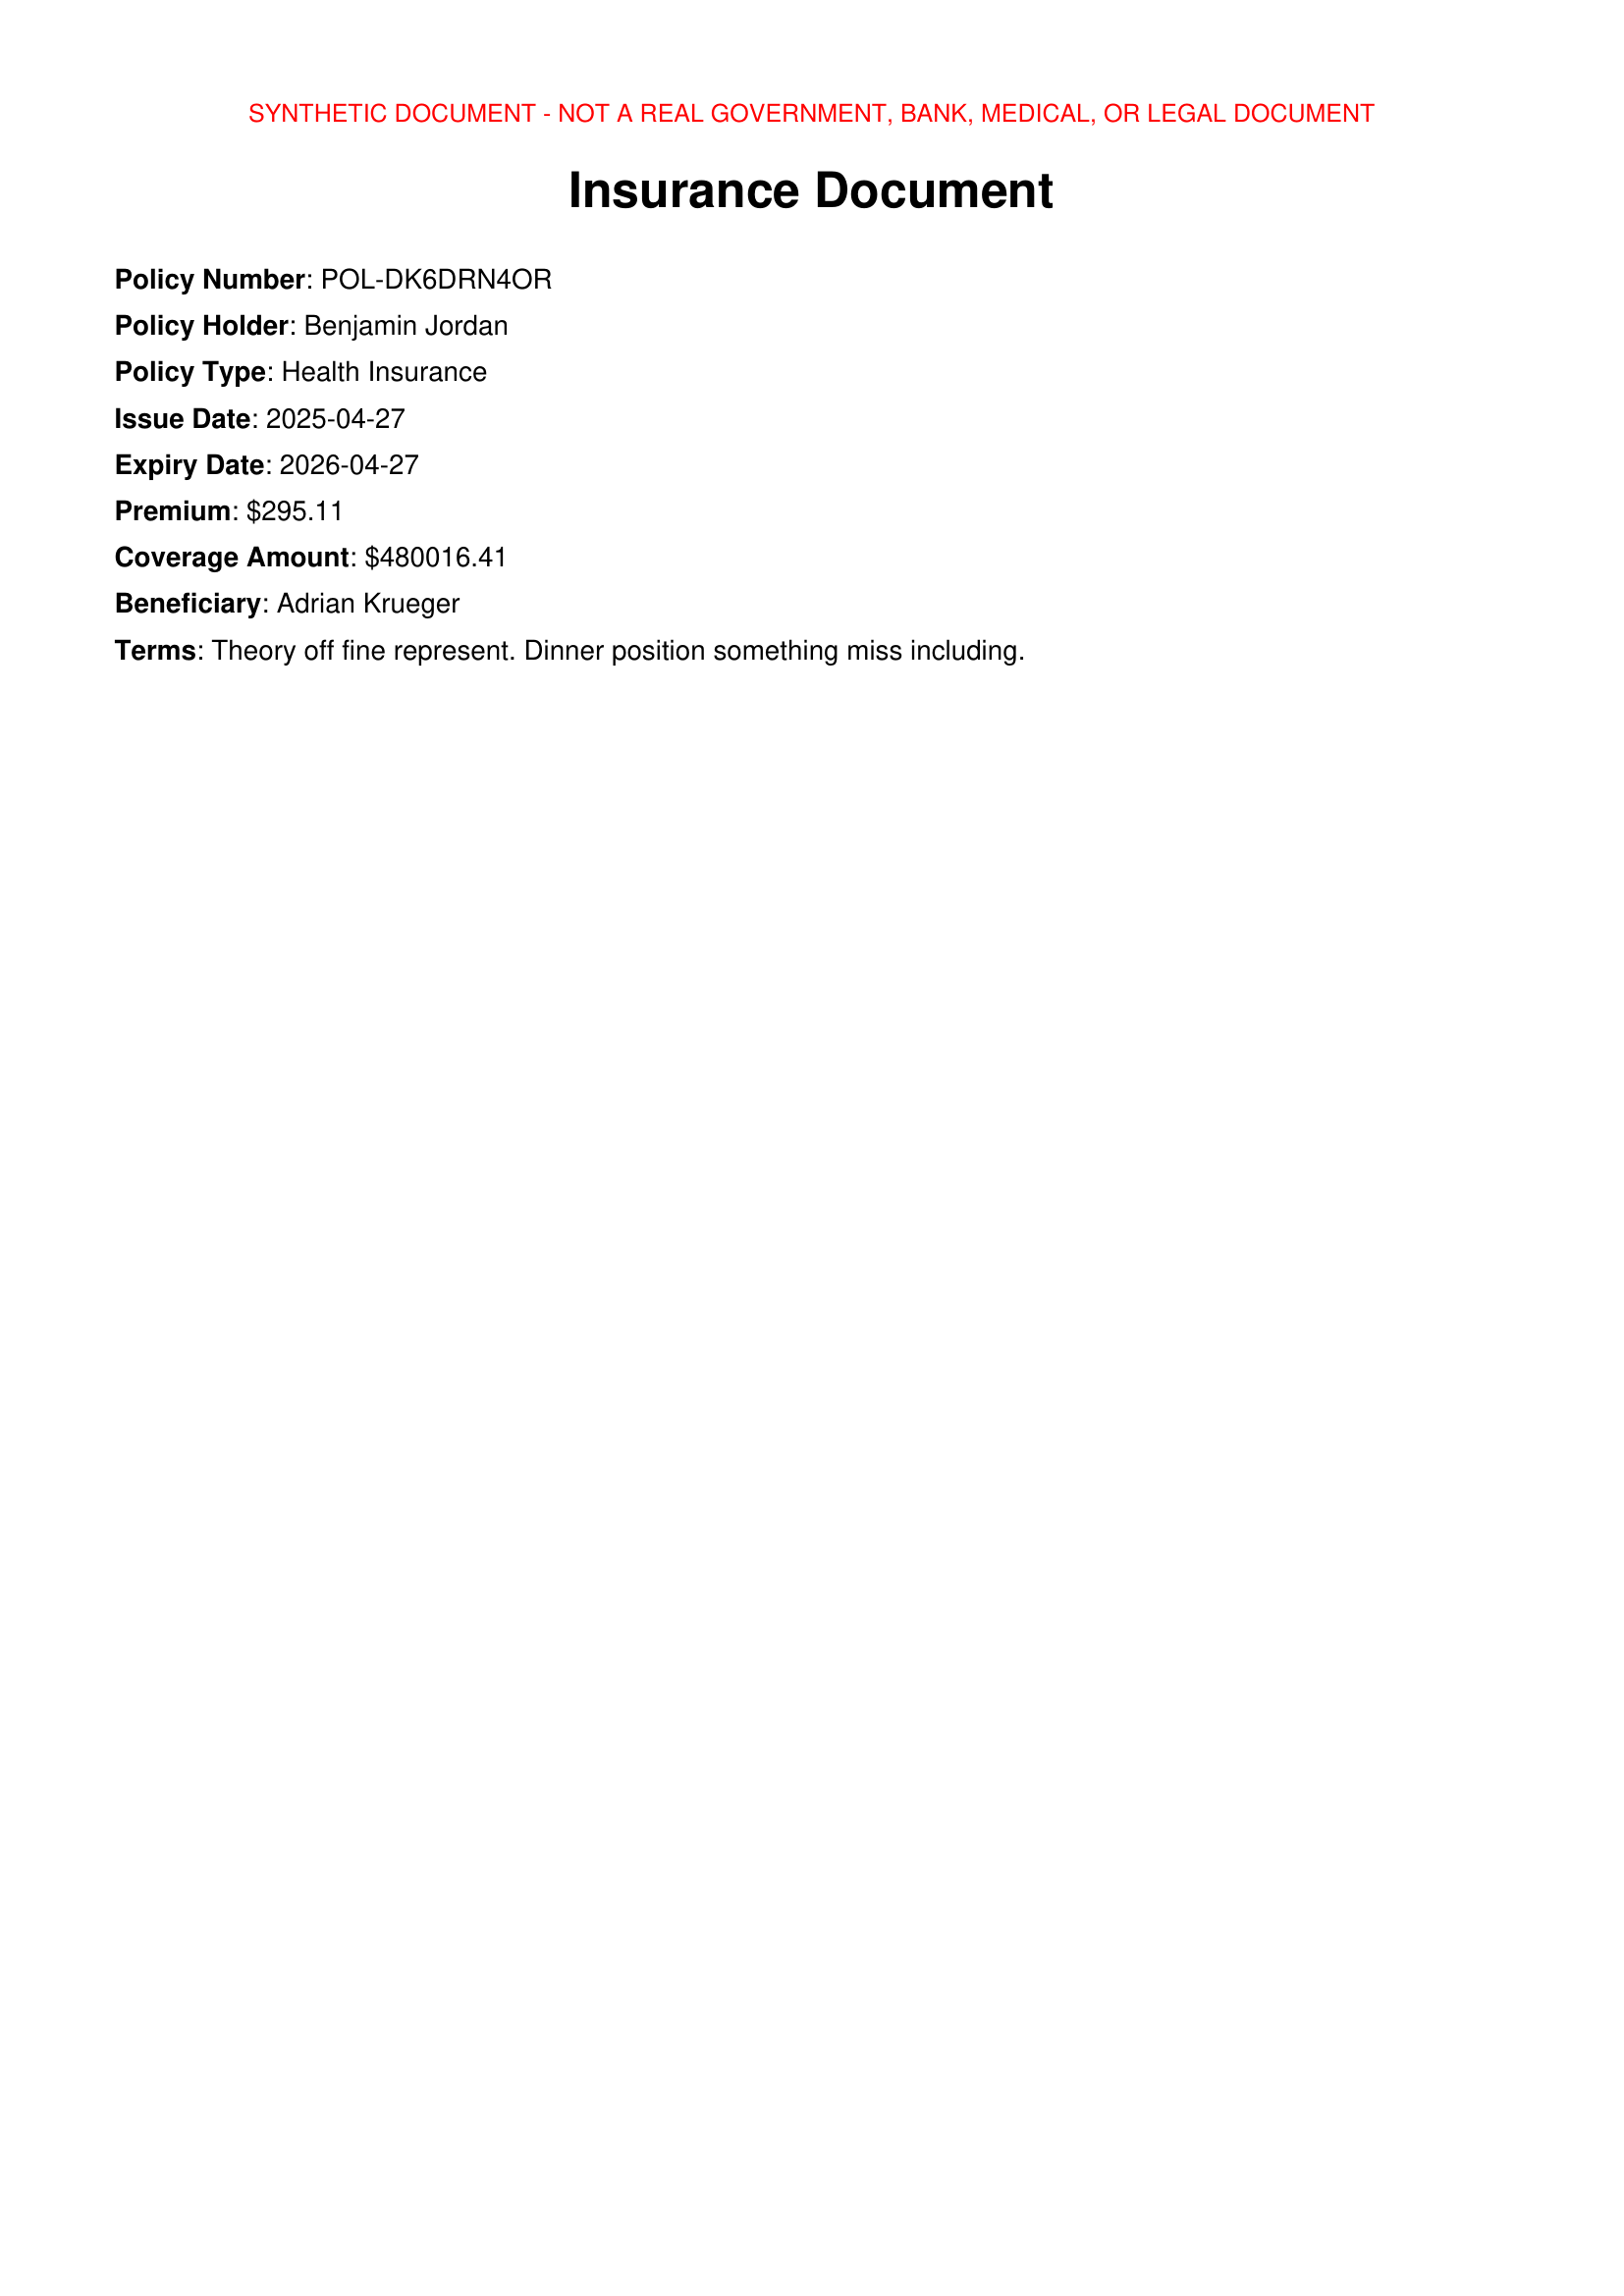 SYNTHETIC DOCUMENT - NOT A REAL GOVERNMENT, BANK, MEDICAL, OR LEGAL DOCUMENT
Insurance Document
Policy Number: POL-DK6DRN4OR
Policy Holder: Benjamin Jordan
Policy Type: Health Insurance
Issue Date: 2025-04-27
Expiry Date: 2026-04-27
Premium: $295.11
Coverage Amount: $480016.41
Beneficiary: Adrian Krueger
Terms: Theory off fine represent. Dinner position something miss including.